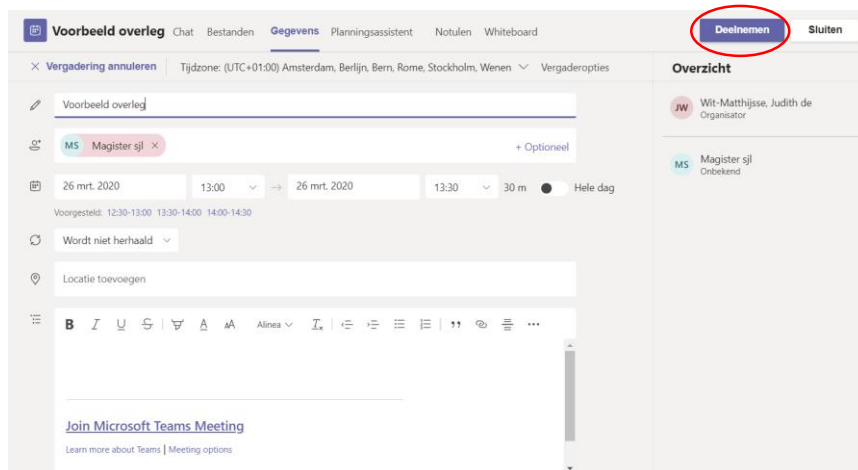 Voorbeeld overleg Chat Bestanden Gegevens Planningsassistent Notulen Whiteboard Deelnemen Sluiten
× Vergadering annuleren Tijdzone: (UTC+01:00) Amsterdam, Berlijn, Bern, Rome, Stockholm, Wenen Vergaderopties Overzicht
Voorbeeld overleg
JW Wit-Matthijsse, Judith de
Organisator
MS Magister sjl × + Optioneel
MS Magister sjl
Onbekend
26 mrt. 2020 13:00 → 26 mrt. 2020 13:30 30 m Hele dag
Voorgesteld: 12:30-13:00 13:30-14:00 14:00-14:30
Wordt niet herhaald
Locatie toevoegen
B I U S A AA Alinea Tx
Join Microsoft Teams Meeting
Learn more about Teams | Meeting options